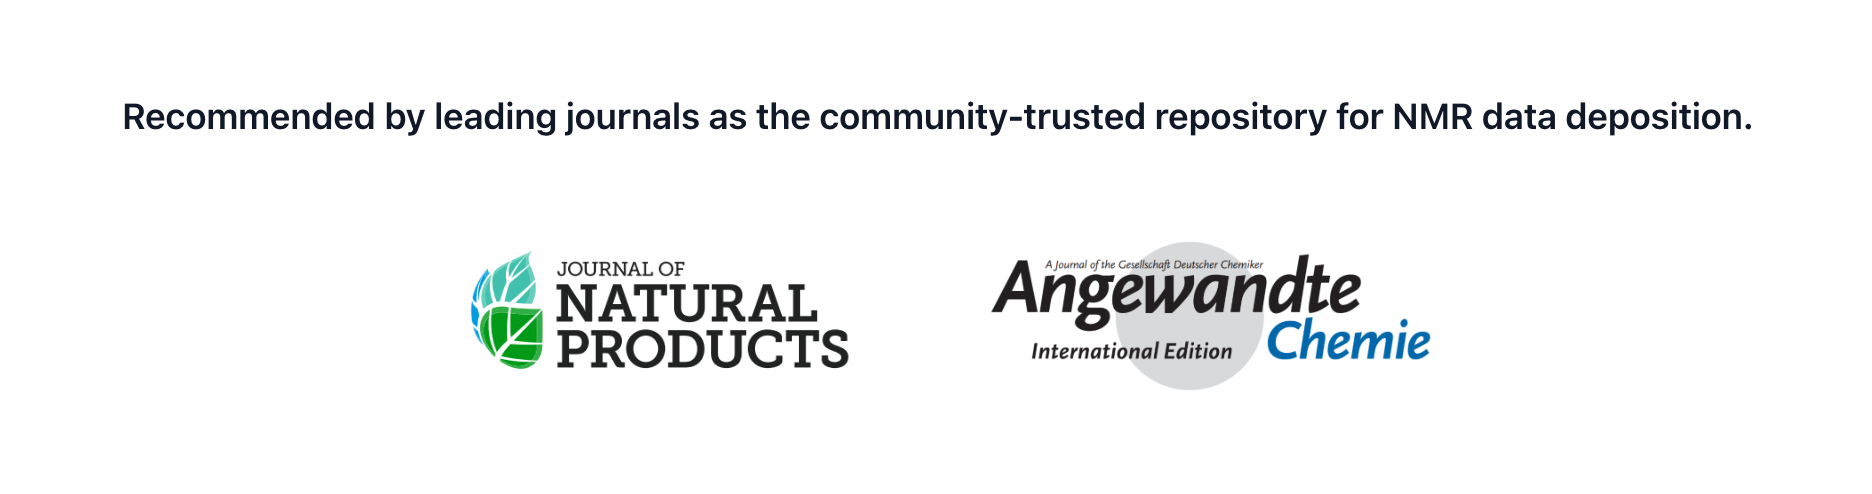 Recommended by leading journals as the community-trusted repository for NMR data deposition.
JOURNAL OF
NATURAL
PRODUCTS
A Journal of the Gesellschaft Deutscher Chemiker
Angewandte
Chemie
International Edition